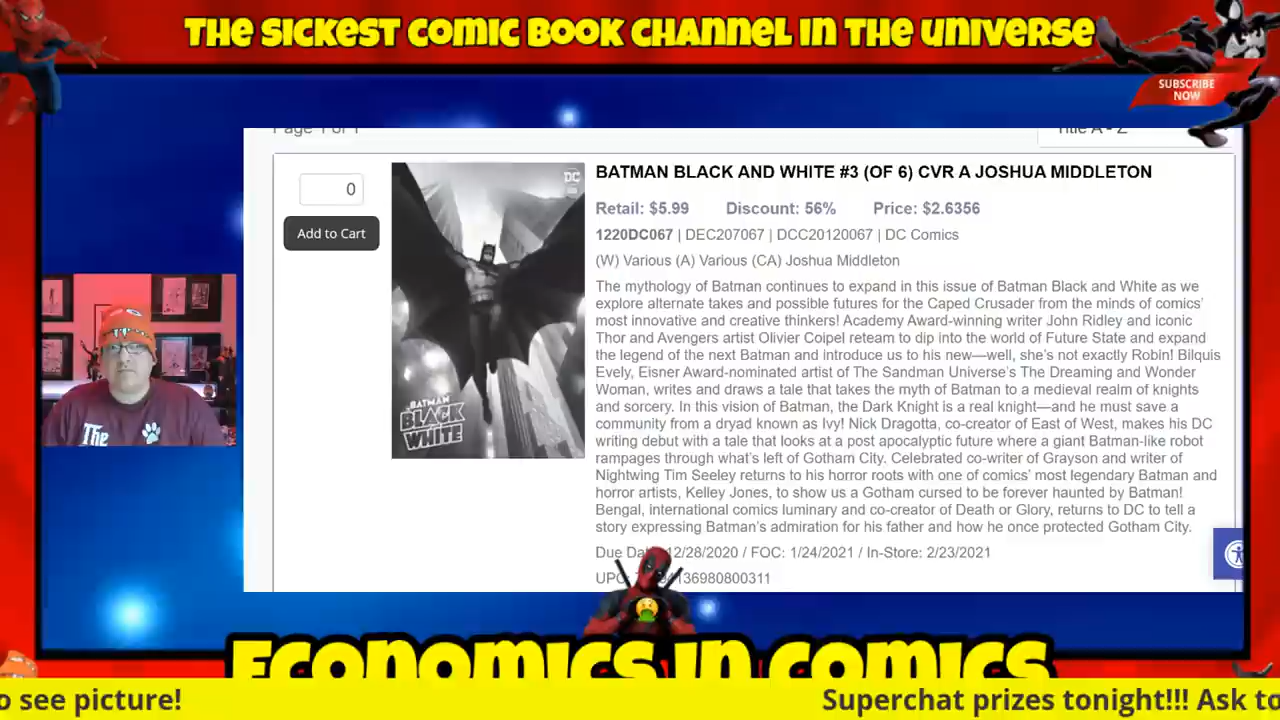 THE SICKEST COMIC BOOK CHANNEL IN THE UNIVERSE
SUBSCRIBE
NOW
Page 1 of 1
Title A - Z
0
Add to Cart
DC
BATMAN
BLACK
AND
WHITE
BATMAN BLACK AND WHITE #3 (OF 6) CVR A JOSHUA MIDDLETON
Retail: $5.99 Discount: 56% Price: $2.6356
1220DC067 | DEC207067 | DCC20120067 | DC Comics
(W) Various (A) Various (CA) Joshua Middleton
The mythology of Batman continues to expand in this issue of Batman Black and White as we
explore alternate takes and possible futures for the Caped Crusader from the minds of comics'
most innovative and creative thinkers! Academy Award-winning writer John Ridley and iconic
Thor and Avengers artist Olivier Coipel reteam to dip into the world of Future State and expand
the legend of the next Batman and introduce us to his new—well, she's not exactly Robin! Bilquis
Evely, Eisner Award-nominated artist of The Sandman Universe's The Dreaming and Wonder
Woman, writes and draws a tale that takes the myth of Batman to a medieval realm of knights
and sorcery. In this vision of Batman, the Dark Knight is a real knight—and he must save a
community from a dryad known as Ivy! Nick Dragotta, co-creator of East of West, makes his DC
writing debut with a tale that looks at a post apocalyptic future where a giant Batman-like robot
rampages through what's left of Gotham City. Celebrated co-writer of Grayson and writer of
Nightwing Tim Seeley returns to his horror roots with one of comics' most legendary Batman and
horror artists, Kelley Jones, to show us a Gotham cursed to be forever haunted by Batman!
Bengal, international comics luminary and co-creator of Death or Glory, returns to DC to tell a
story expressing Batman's admiration for his father and how he once protected Gotham City.
Due Dat 12/28/2020 / FOC: 1/24/2021 / In-Store: 2/23/2021
UPC: 4136980800311
The
ECONOMICS IN COMICS
o see picture! Superchat prizes tonight!!! Ask to